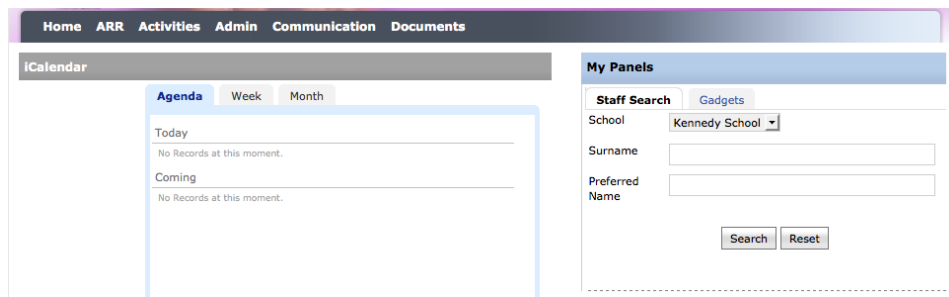 Home ARR Activities Admin Communication Documents
iCalendar
Agenda Week Month
Today
No Records at this moment.
Coming
No Records at this moment.
My Panels
Staff Search Gadgets
School Kennedy School
Surname
Preferred
Name
Search Reset